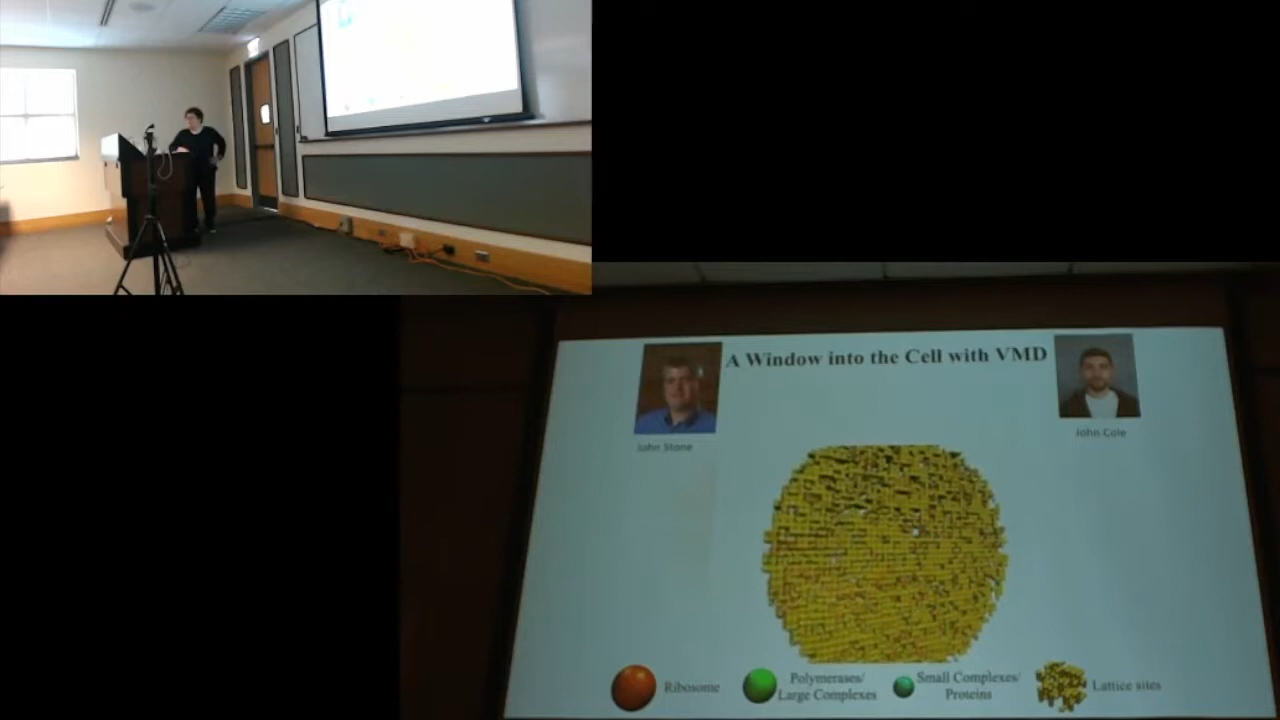 A Window into the Cell with VMD
John Stone
John Cole
Ribosome
Polymerases/
Large Complexes
Small Complexes/
Proteins
Lattice sites